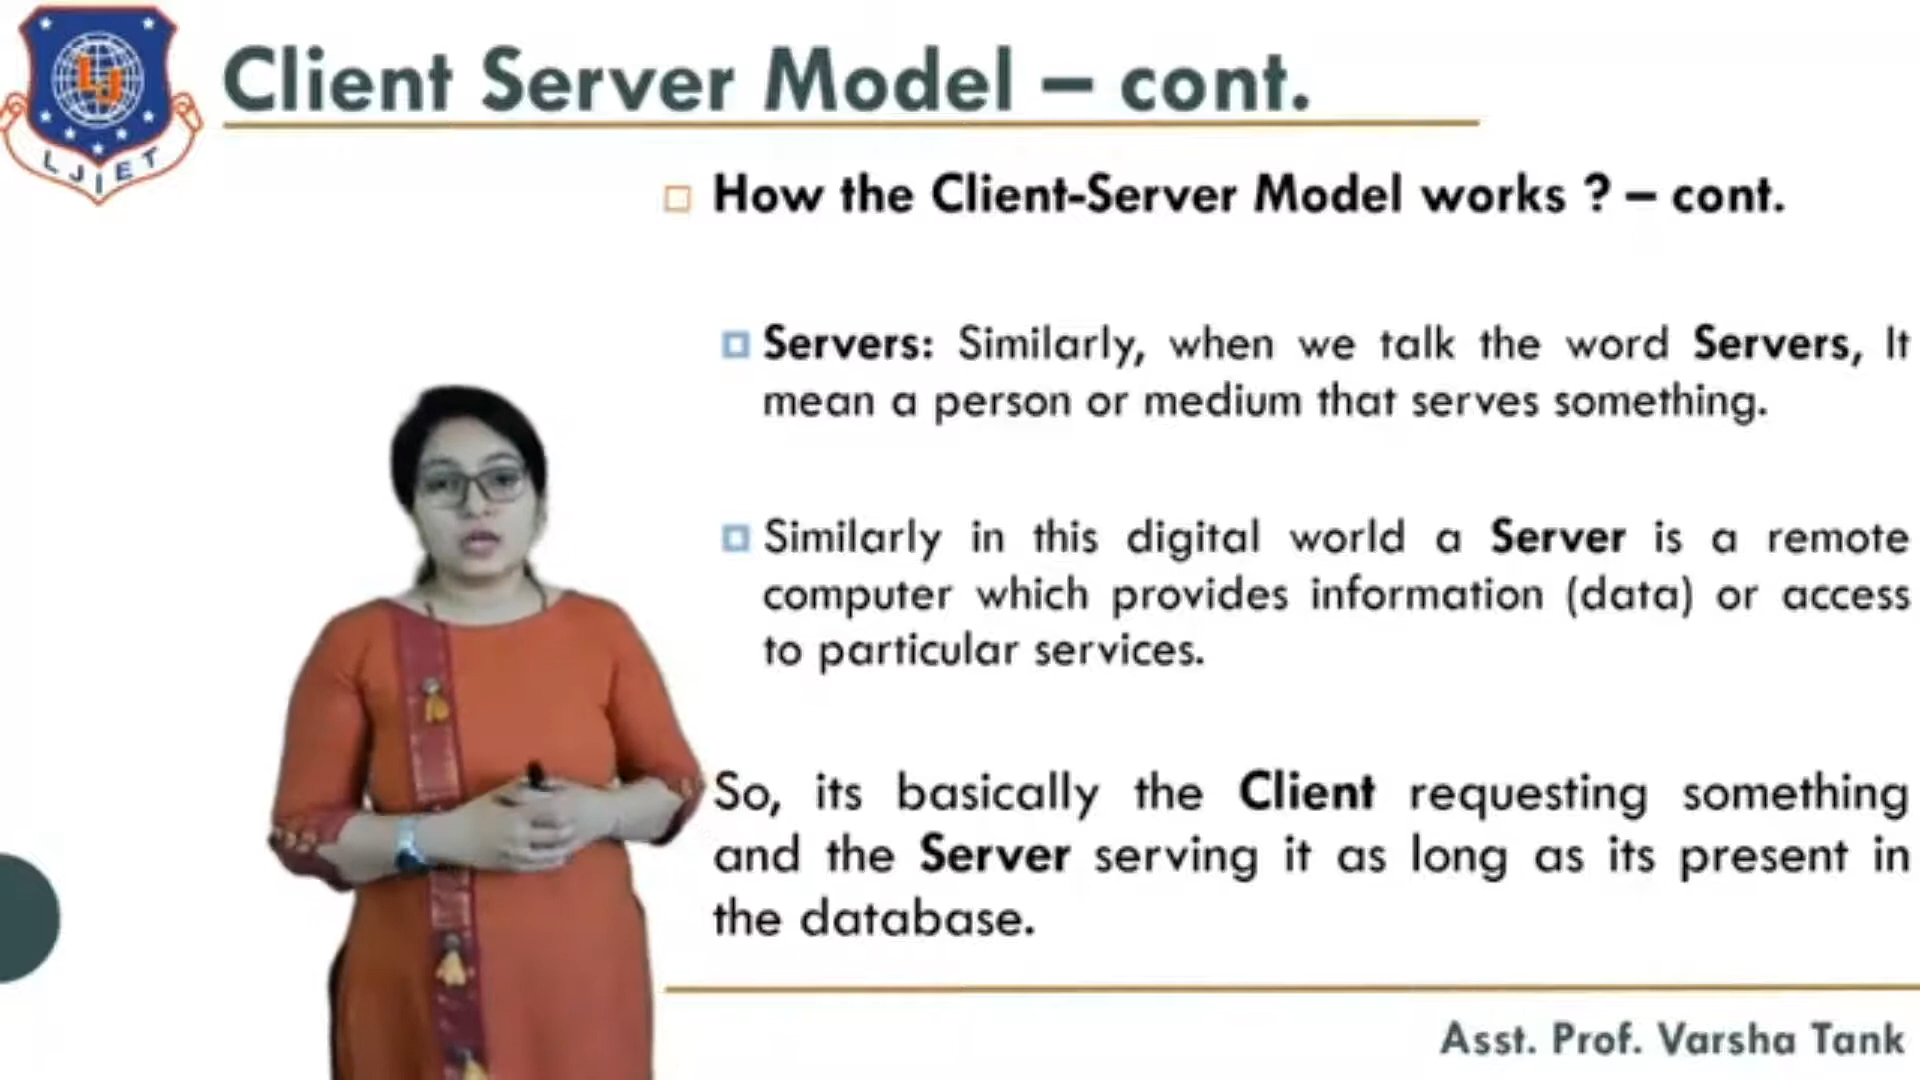 LJ
LJIET
Client Server Model – cont.
How the Client-Server Model works ? – cont.
Servers: Similarly, when we talk the word Servers, It
mean a person or medium that serves something.
Similarly in this digital world a Server is a remote
computer which provides information (data) or access
to particular services.
So, its basically the Client requesting something
and the Server serving it as long as its present in
the database.
Asst. Prof. Varsha Tank